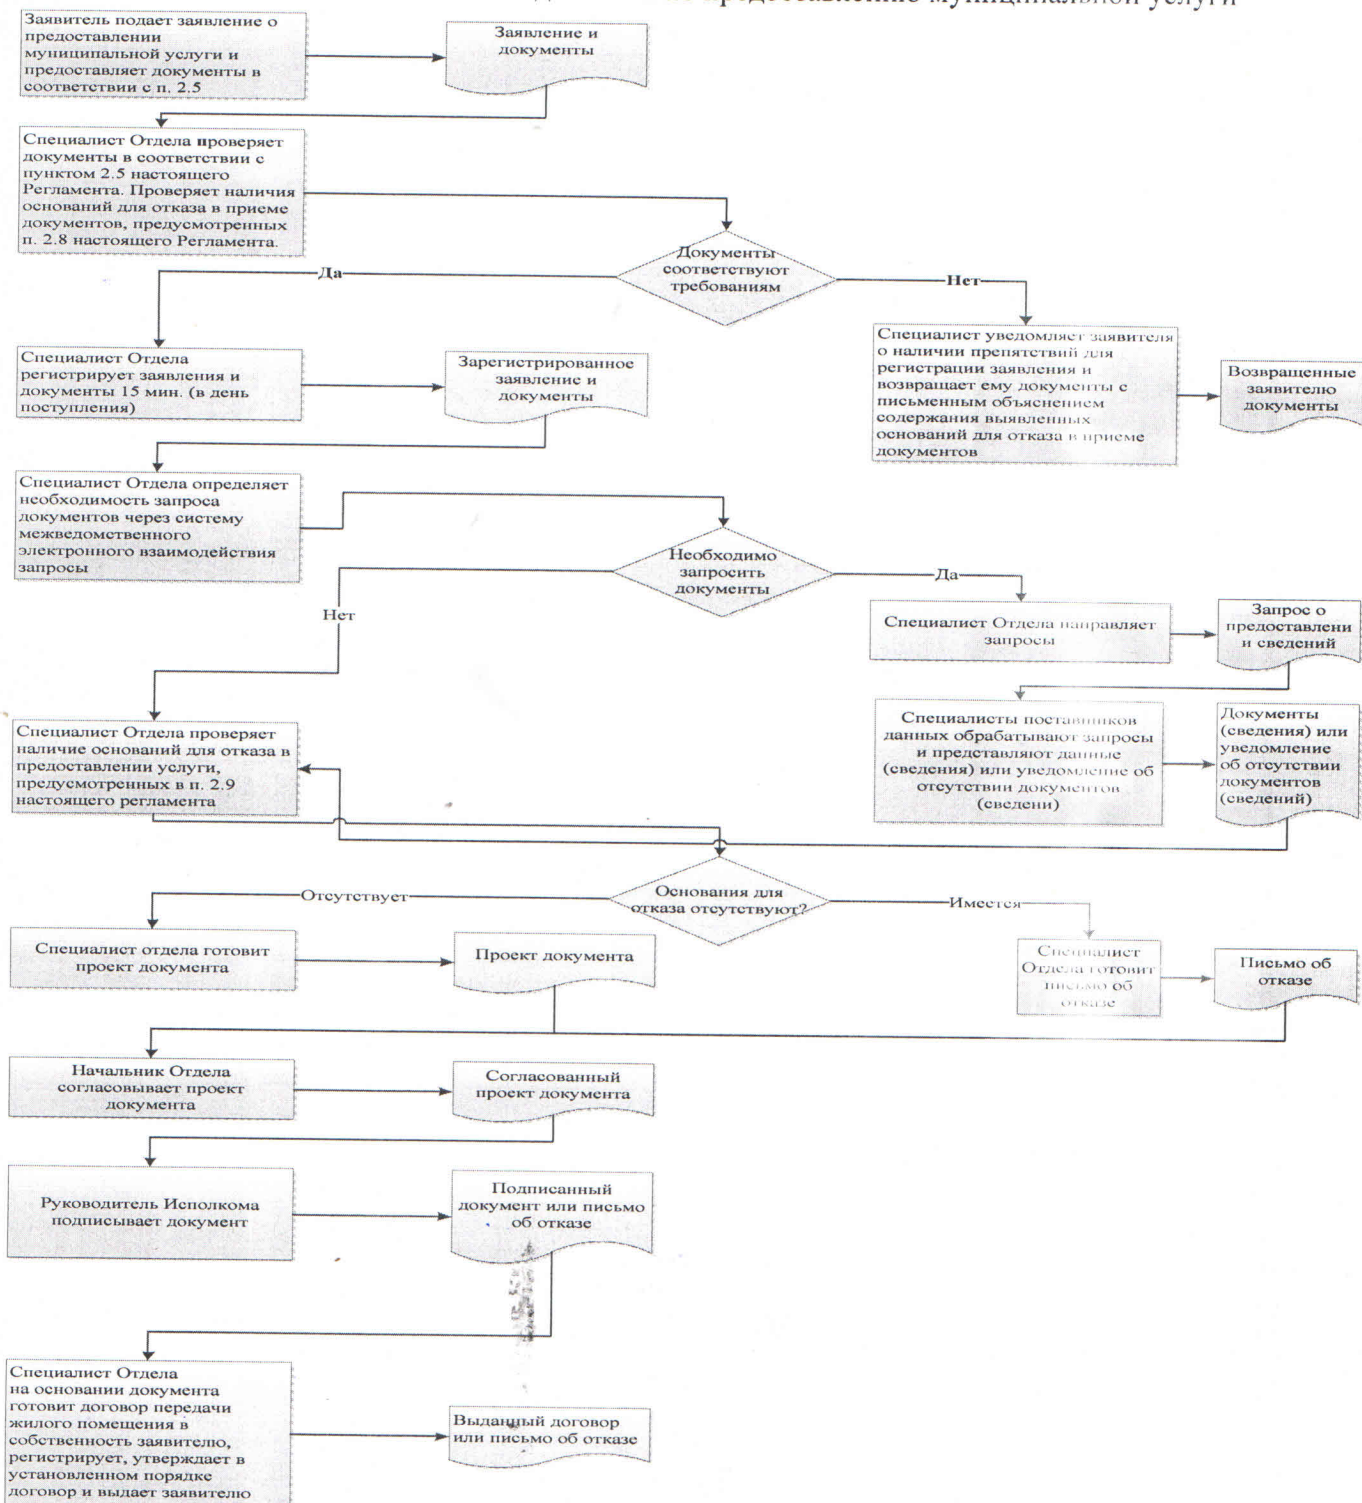 предоставлению муниципальной услуги
Заявитель подает заявление о
предоставлении
муниципальной услуги и
предоставляет документы в
соответствии с п. 2.5
Заявление и
документы
Специалист Отдела проверяет
документы в соответствии с
пунктом 2.5 настоящего
Регламента. Проверяет наличия
оснований для отказа в приеме
документов, предусмотренных
п. 2.8 настоящего Регламента.
Документы
соответствуют
требованиям
Да
Нет
Специалист Отдела
регистрирует заявления и
документы 15 мин. (в день
поступления)
Зарегистрированное
заявление и
документы
Специалист уведомляет заявителя
о наличии препятствий для
регистрации заявления и
возвращает ему документы с
письменным объяснением
содержания выявленных
оснований для отказа в приеме
документов
Возвращенные
заявителю
документы
Специалист Отдела определяет
необходимость запроса
документов через систему
межведомственного
электронного взаимодействия
запросы
Необходимо
запросить
документы
Да
Нет
Специалист Отдела направляет
запросы
Запрос о
предоставлени
и сведений
Специалист Отдела проверяет
наличие оснований для отказа в
предоставлении услуги,
предусмотренных в п. 2.9
настоящего регламента
Специалисты поставщиков
данных обрабатывают запросы
и представляют данные
(сведения) или уведомление об
отсутствии документов
(сведени)
Документы
(сведения) или
уведомление
об отсутствии
документов
(сведений)
Основания для
отказа отсутствуют?
Отсутствует
Имется
Специалист отдела готовит
проект документа
Проект документа
Специалист
Отдела готовит
письмо об
отказе
Письмо об
отказе
Начальник Отдела
согласовывает проект
документа
Согласованный
проект документа
Руководитель Исполкома
подписывает документ
Подписанный
документ или письмо
об отказе
Специалист Отдела
на основании документа
готовит договор передачи
жилого помещения в
собственность заявителю,
регистрирует, утверждает в
установленном порядке
договор и выдает заявителю
Выданный договор
или письмо об отказе